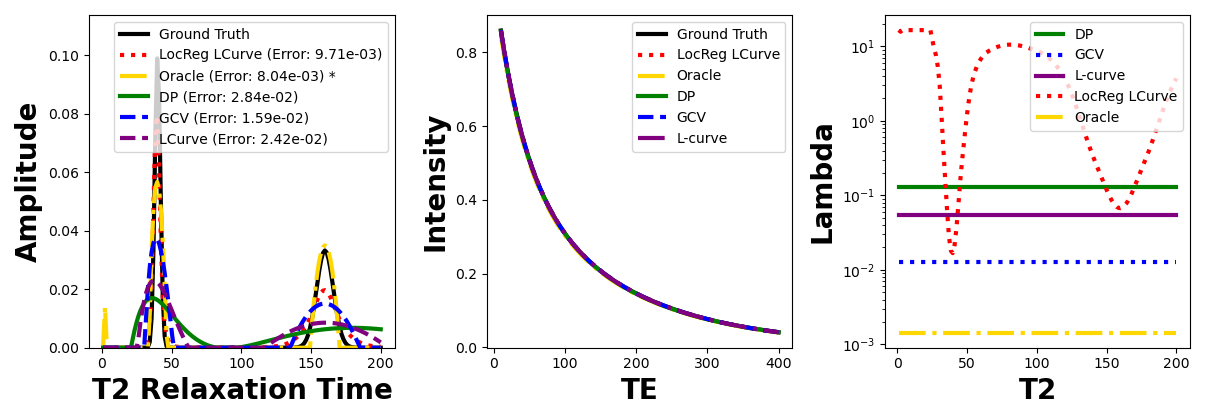 Amplitude
0.10
0.08
0.06
0.04
0.02
0.00
0
50
100
150
200
T2 Relaxation Time
Ground Truth
LocReg LCurve (Error: 9.71e-03)
Oracle (Error: 8.04e-03) *
DP (Error: 2.84e-02)
GCV (Error: 1.59e-02)
LCurve (Error: 2.42e-02)
Intensity
0.8
0.6
0.4
0.2
0.0
0
100
200
300
400
TE
Ground Truth
LocReg LCurve
Oracle
DP
GCV
L-curve
Lambda
10¹
10⁰
10⁻¹
10⁻²
10⁻³
0
50
100
150
200
T2
DP
GCV
L-curve
LocReg LCurve
Oracle